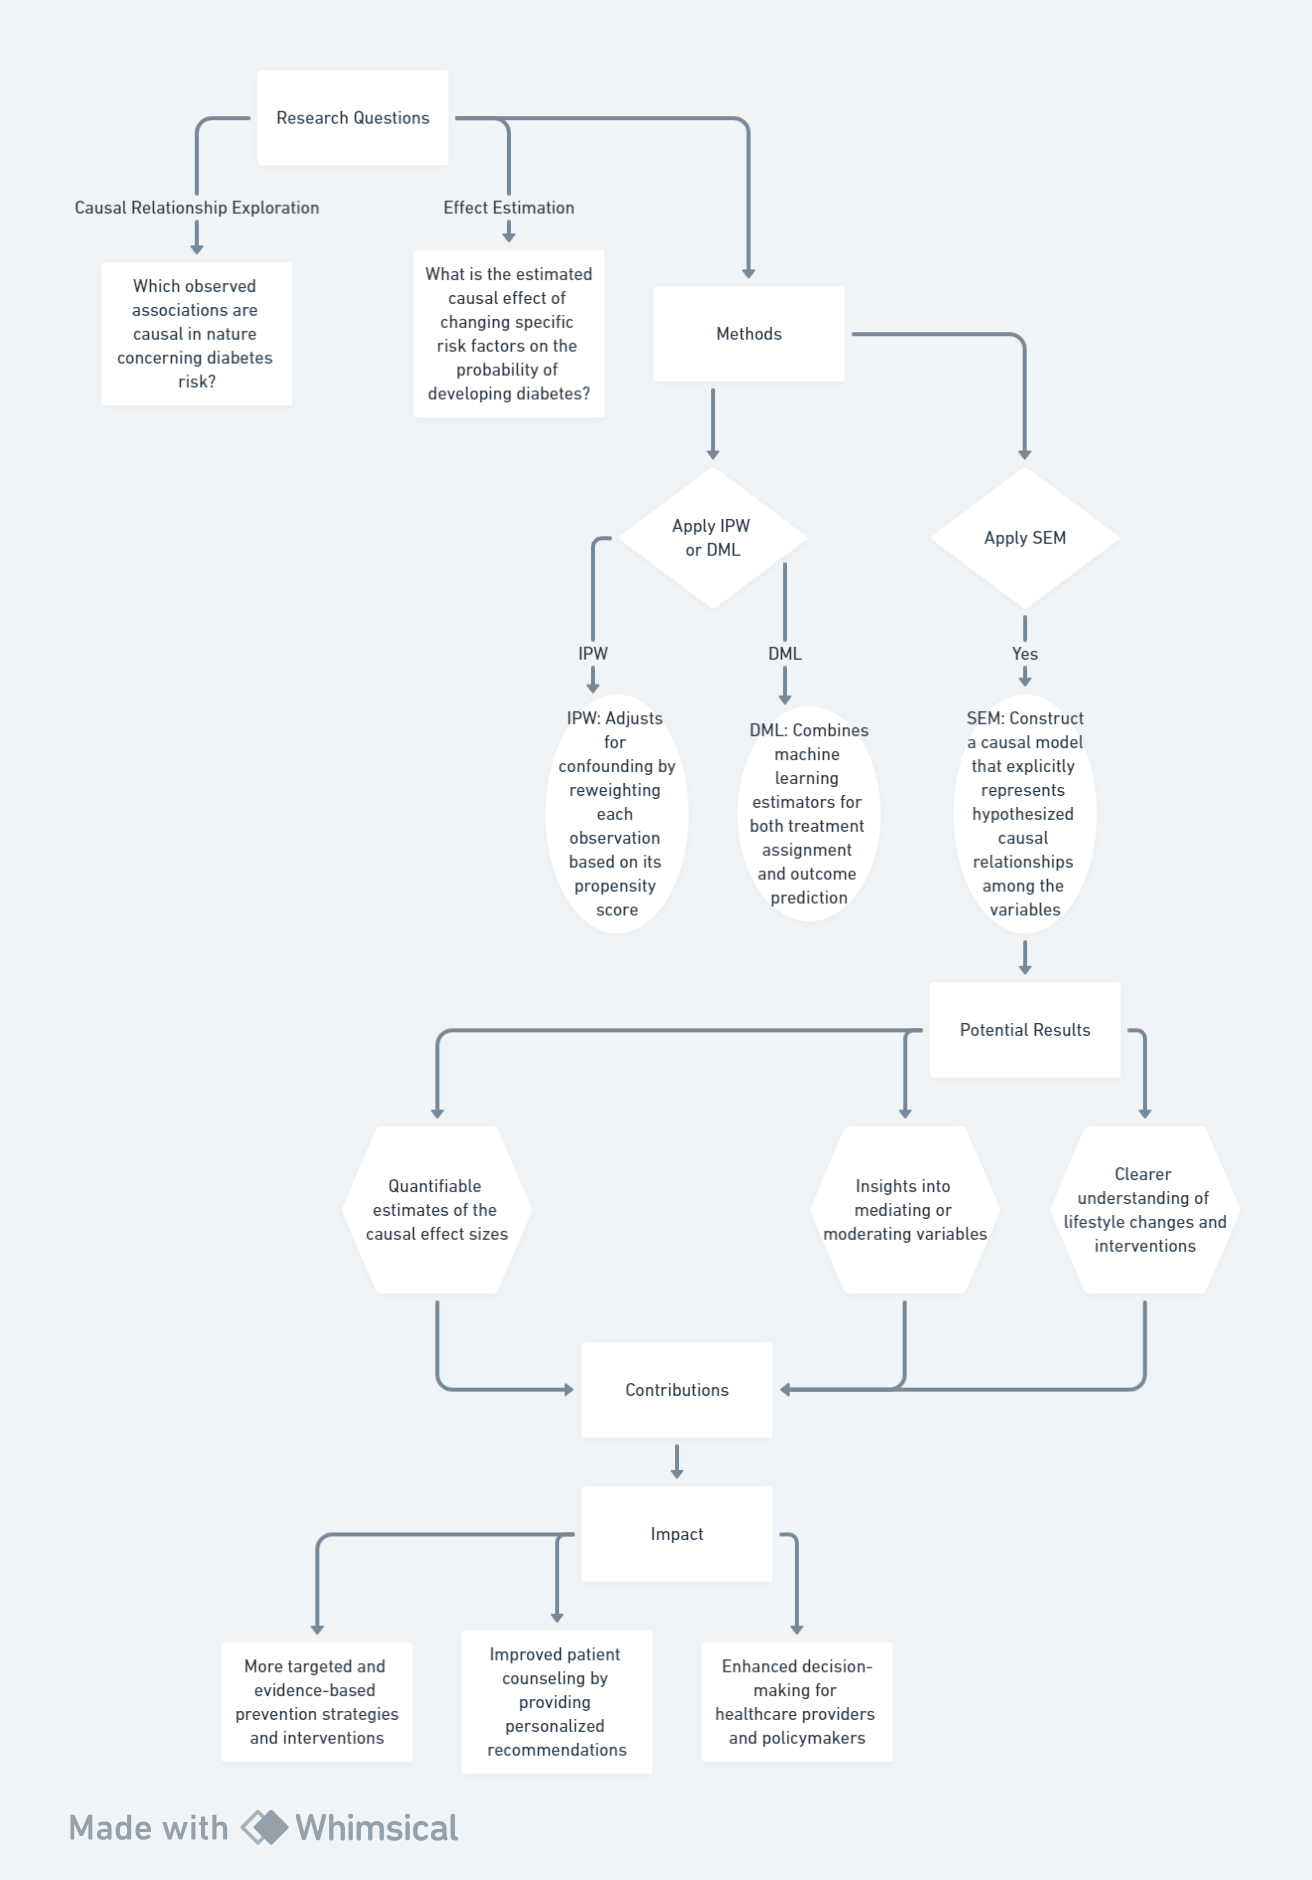 Research Questions
Causal Relationship Exploration
Effect Estimation
Which observed
associations are
causal in nature
concerning diabetes
risk?
What is the estimated
causal effect of
changing specific
risk factors on the
probability of
developing diabetes?
Methods
Apply IPW
or DML
Apply SEM
IPW
DML
Yes
IPW: Adjusts
for
confounding by
reweighting
each
observation
based on its
propensity
score
DML: Combines
machine
learning
estimators for
both treatment
assignment
and outcome
prediction
SEM: Construct
a causal model
that explicitly
represents
hypothesized
causal
relationships
among the
variables
Potential Results
Quantifiable
estimates of the
causal effect sizes
Insights into
mediating or
moderating variables
Clearer
understanding of
lifestyle changes and
interventions
Contributions
Impact
More targeted and
evidence-based
prevention strategies
and interventions
Improved patient
counseling by
providing
personalized
recommendations
Enhanced decision-
making for
healthcare providers
and policymakers
Made with Whimsical